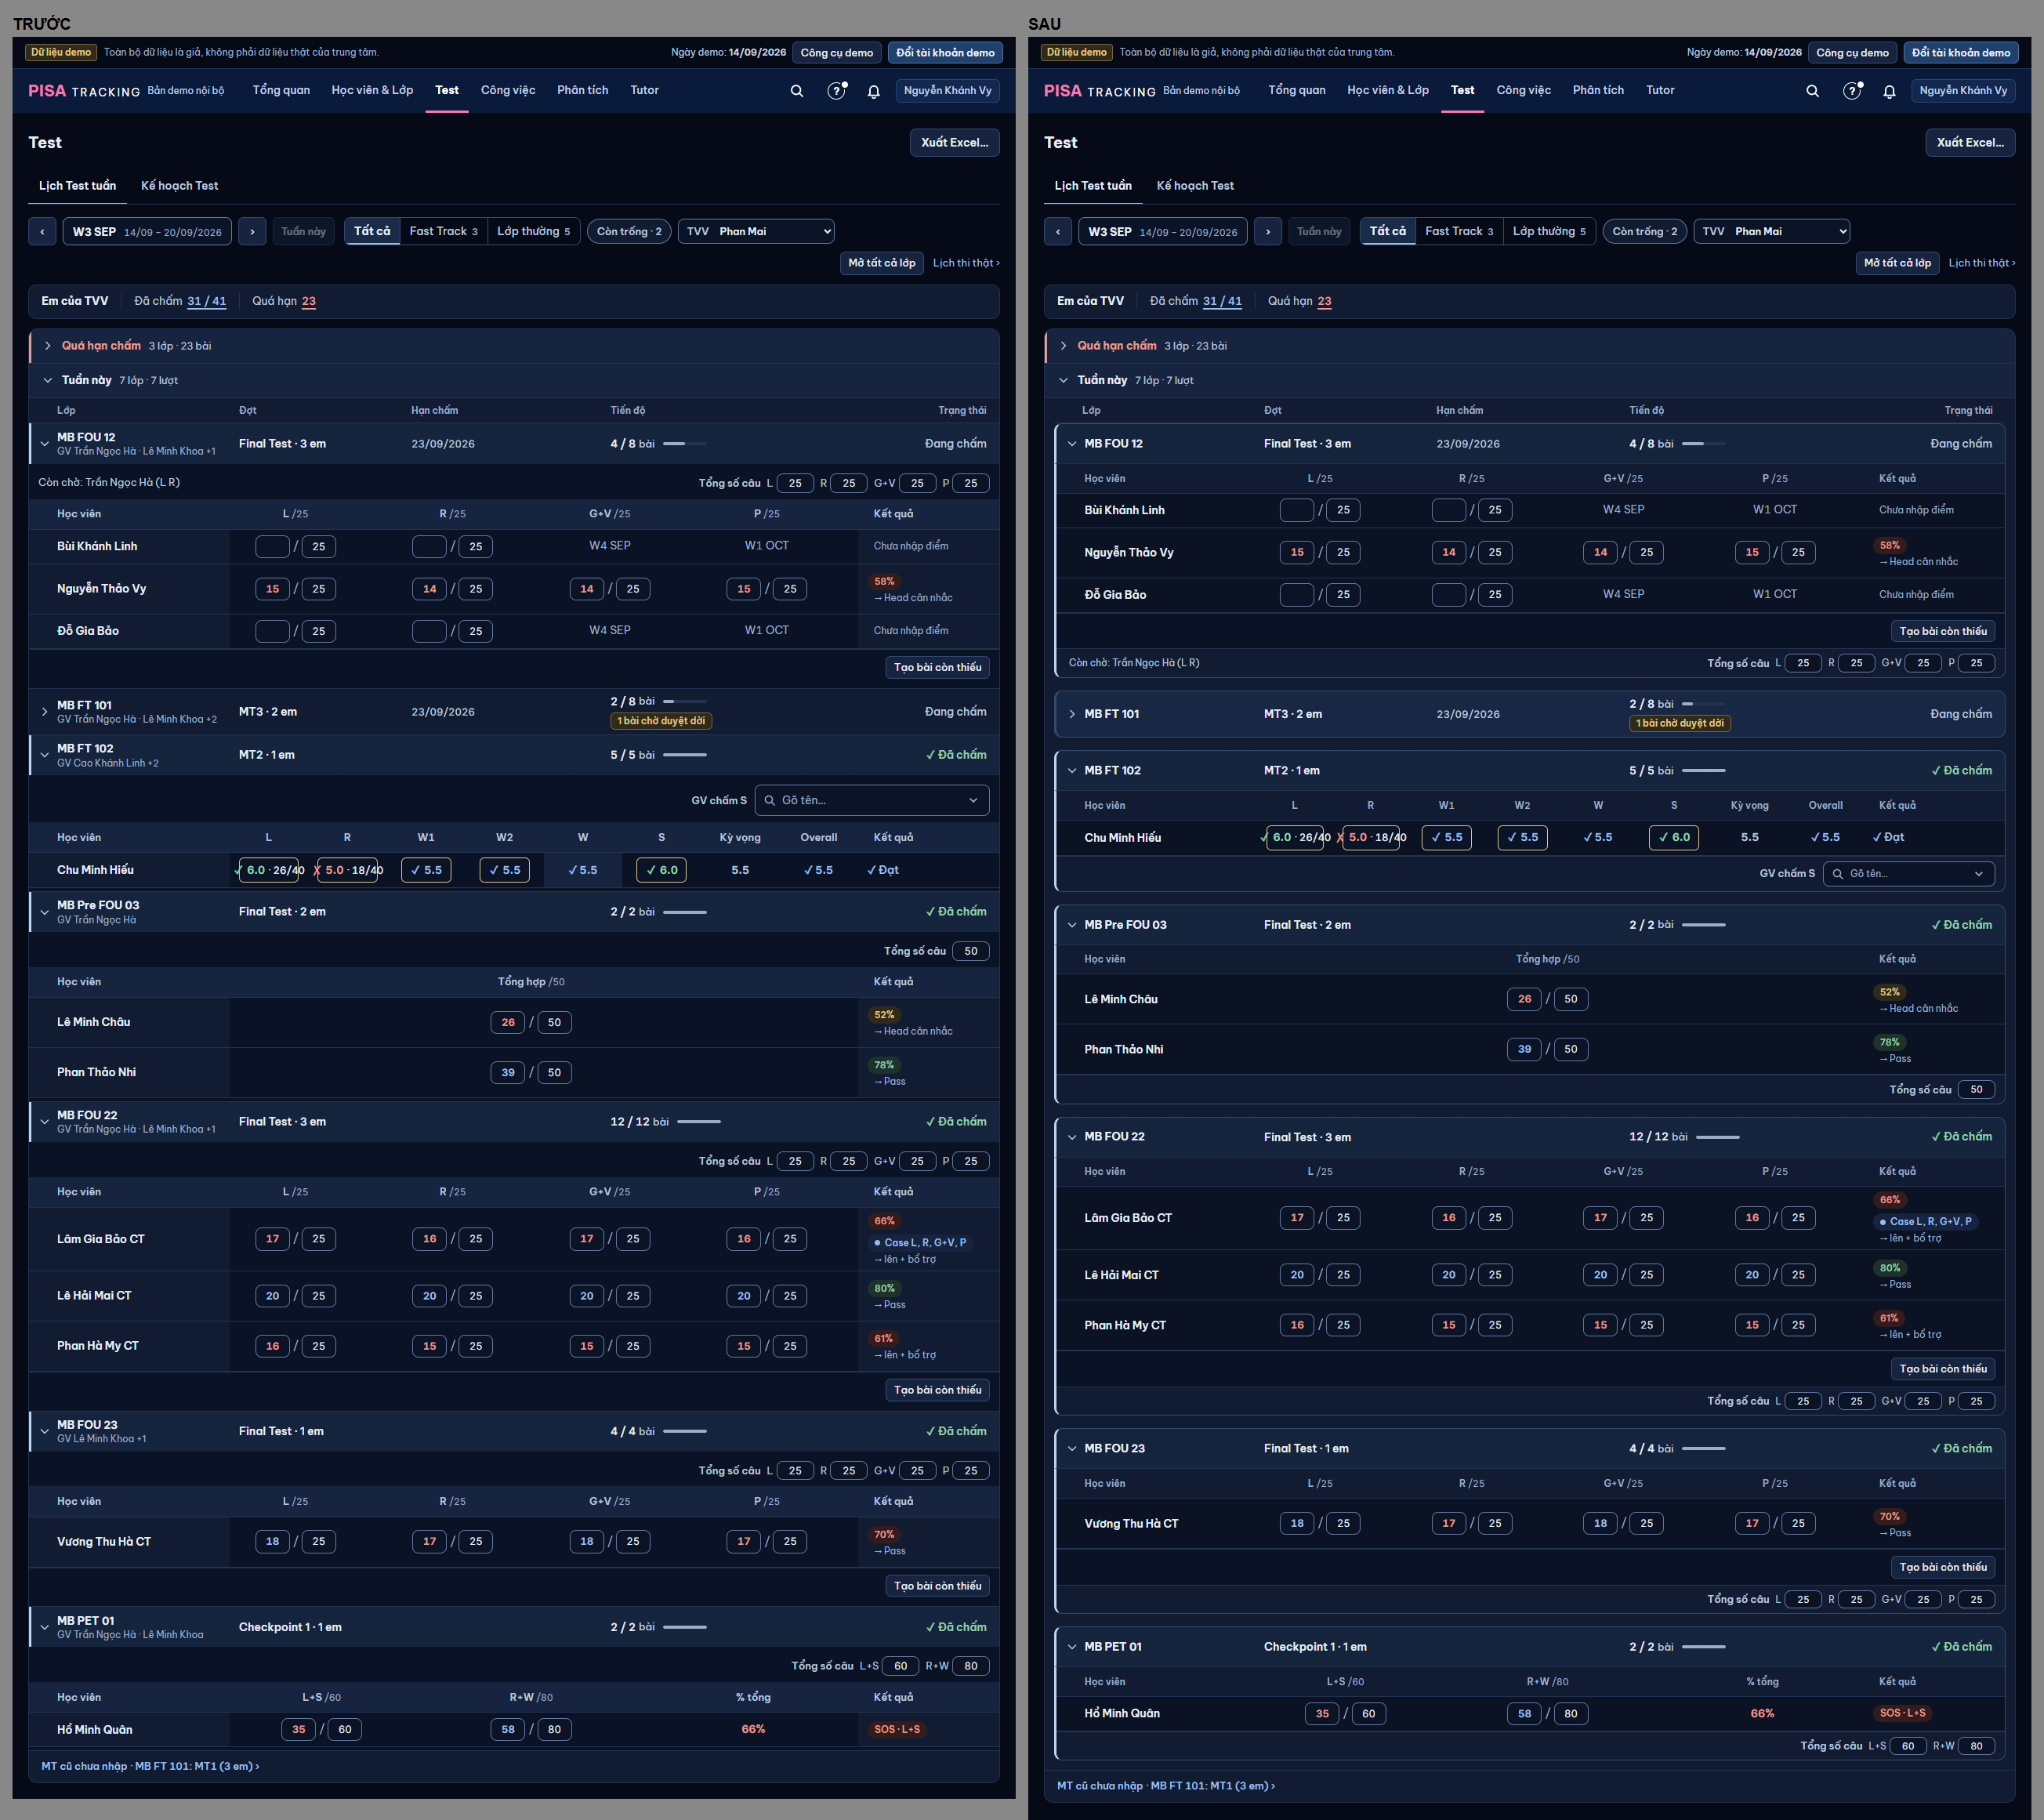 TRƯỚC
Dữ liệu demo Toàn bộ dữ liệu là giả, không phải dữ liệu thật của trung tâm. Ngày demo: 14/09/2026 Công cụ demo Đổi tài khoản demo
PISA TRACKING Bản demo nội bộ Tổng quan Học viên & Lớp Test Công việc Phân tích Tutor ? Nguyễn Khánh Vy
Test Xuất Excel...
Lịch Test tuần Kế hoạch Test
‹ W3 SEP 14/09 – 20/09/2026 › Tuần này Tất cả Fast Track 3 Lớp thường 5 Còn trống · 2 TVV Phan Mai
Mở tất cả lớp Lịch thi thật ›
Em của TVV Đã chấm 31 / 41 Quá hạn 23
Quá hạn chấm 3 lớp · 23 bài
Tuần này 7 lớp · 7 lượt
Lớp Đợt Hạn chấm Tiến độ Trạng thái
MB FOU 12 Final Test · 3 em 23/09/2026 4 / 8 bài Đang chấm
GV Trần Ngọc Hà · Lê Minh Khoa +1
Còn chờ: Trần Ngọc Hà (L R) Tổng số câu L 25 R 25 G+V 25 P 25
Học viên L /25 R /25 G+V /25 P /25 Kết quả
Bùi Khánh Linh / 25 / 25 W4 SEP W1 OCT Chưa nhập điểm
Nguyễn Thảo Vy 15 / 25 14 / 25 14 / 25 15 / 25 58%
→ Head cân nhắc
Đỗ Gia Bảo / 25 / 25 W4 SEP W1 OCT Chưa nhập điểm
Tạo bài còn thiếu
MB FT 101 MT3 · 2 em 23/09/2026 2 / 8 bài Đang chấm
GV Trần Ngọc Hà · Lê Minh Khoa +2 1 bài chờ duyệt dời
MB FT 102 MT2 · 1 em 5 / 5 bài ✓ Đã chấm
GV Cao Khánh Linh +2
GV chấm S Gõ tên...
Học viên L R W1 W2 W S Kỳ vọng Overall Kết quả
Chu Minh Hiếu ✓ 6.0 · 26/40 ✗ 5.0 · 18/40 ✓ 5.5 ✓ 5.5 ✓ 5.5 ✓ 6.0 5.5 ✓ 5.5 ✓ Đạt
MB Pre FOU 03 Final Test · 2 em 2 / 2 bài ✓ Đã chấm
GV Trần Ngọc Hà
Tổng số câu 50
Học viên Tổng hợp /50 Kết quả
Lê Minh Châu 26 / 50 52%
→ Head cân nhắc
Phan Thảo Nhi 39 / 50 78%
→ Pass
MB FOU 22 Final Test · 3 em 12 / 12 bài ✓ Đã chấm
GV Trần Ngọc Hà · Lê Minh Khoa +1
Tổng số câu L 25 R 25 G+V 25 P 25
Học viên L /25 R /25 G+V /25 P /25 Kết quả
Lâm Gia Bảo CT 17 / 25 16 / 25 17 / 25 16 / 25 66%
Case L, R, G+V, P
→ lên + bổ trợ
Lê Hải Mai CT 20 / 25 20 / 25 20 / 25 20 / 25 80%
→ Pass
Phan Hà My CT 16 / 25 15 / 25 15 / 25 15 / 25 61%
→ lên + bổ trợ
Tạo bài còn thiếu
MB FOU 23 Final Test · 1 em 4 / 4 bài ✓ Đã chấm
GV Lê Minh Khoa +1
Tổng số câu L 25 R 25 G+V 25 P 25
Học viên L /25 R /25 G+V /25 P /25 Kết quả
Vương Thu Hà CT 18 / 25 17 / 25 18 / 25 17 / 25 70%
→ Pass
Tạo bài còn thiếu
MB PET 01 Checkpoint 1 · 1 em 2 / 2 bài ✓ Đã chấm
GV Trần Ngọc Hà · Lê Minh Khoa
Tổng số câu L+S 60 R+W 80
Học viên L+S /60 R+W /80 % tổng Kết quả
Hồ Minh Quân 35 / 60 58 / 80 66% SOS · L+S
MT cũ chưa nhập · MB FT 101: MT1 (3 em) ›
SAU
Dữ liệu demo Toàn bộ dữ liệu là giả, không phải dữ liệu thật của trung tâm. Ngày demo: 14/09/2026 Công cụ demo Đổi tài khoản demo
PISA TRACKING Bản demo nội bộ Tổng quan Học viên & Lớp Test Công việc Phân tích Tutor ? Nguyễn Khánh Vy
Test Xuất Excel...
Lịch Test tuần Kế hoạch Test
‹ W3 SEP 14/09 – 20/09/2026 › Tuần này Tất cả Fast Track 3 Lớp thường 5 Còn trống · 2 TVV Phan Mai
Mở tất cả lớp Lịch thi thật ›
Em của TVV Đã chấm 31 / 41 Quá hạn 23
Quá hạn chấm 3 lớp · 23 bài
Tuần này 7 lớp · 7 lượt
Lớp Đợt Hạn chấm Tiến độ Trạng thái
MB FOU 12 Final Test · 3 em 23/09/2026 4 / 8 bài Đang chấm
Học viên L /25 R /25 G+V /25 P /25 Kết quả
Bùi Khánh Linh / 25 / 25 W4 SEP W1 OCT Chưa nhập điểm
Nguyễn Thảo Vy 15 / 25 14 / 25 14 / 25 15 / 25 58%
→ Head cân nhắc
Đỗ Gia Bảo / 25 / 25 W4 SEP W1 OCT Chưa nhập điểm
Tạo bài còn thiếu
Còn chờ: Trần Ngọc Hà (L R) Tổng số câu L 25 R 25 G+V 25 P 25
MB FT 101 MT3 · 2 em 23/09/2026 2 / 8 bài Đang chấm
1 bài chờ duyệt dời
MB FT 102 MT2 · 1 em 5 / 5 bài ✓ Đã chấm
Học viên L R W1 W2 W S Kỳ vọng Overall Kết quả
Chu Minh Hiếu ✓ 6.0 · 26/40 ✗ 5.0 · 18/40 ✓ 5.5 ✓ 5.5 ✓ 5.5 ✓ 6.0 5.5 ✓ 5.5 ✓ Đạt
GV chấm S Gõ tên...
MB Pre FOU 03 Final Test · 2 em 2 / 2 bài ✓ Đã chấm
Học viên Tổng hợp /50 Kết quả
Lê Minh Châu 26 / 50 52%
→ Head cân nhắc
Phan Thảo Nhi 39 / 50 78%
→ Pass
Tổng số câu 50
MB FOU 22 Final Test · 3 em 12 / 12 bài ✓ Đã chấm
Học viên L /25 R /25 G+V /25 P /25 Kết quả
Lâm Gia Bảo CT 17 / 25 16 / 25 17 / 25 16 / 25 66%
Case L, R, G+V, P
→ lên + bổ trợ
Lê Hải Mai CT 20 / 25 20 / 25 20 / 25 20 / 25 80%
→ Pass
Phan Hà My CT 16 / 25 15 / 25 15 / 25 15 / 25 61%
→ lên + bổ trợ
Tạo bài còn thiếu
Tổng số câu L 25 R 25 G+V 25 P 25
MB FOU 23 Final Test · 1 em 4 / 4 bài ✓ Đã chấm
Học viên L /25 R /25 G+V /25 P /25 Kết quả
Vương Thu Hà CT 18 / 25 17 / 25 18 / 25 17 / 25 70%
→ Pass
Tạo bài còn thiếu
Tổng số câu L 25 R 25 G+V 25 P 25
MB PET 01 Checkpoint 1 · 1 em 2 / 2 bài ✓ Đã chấm
Học viên L+S /60 R+W /80 % tổng Kết quả
Hồ Minh Quân 35 / 60 58 / 80 66% SOS · L+S
Tổng số câu L+S 60 R+W 80
MT cũ chưa nhập · MB FT 101: MT1 (3 em) ›